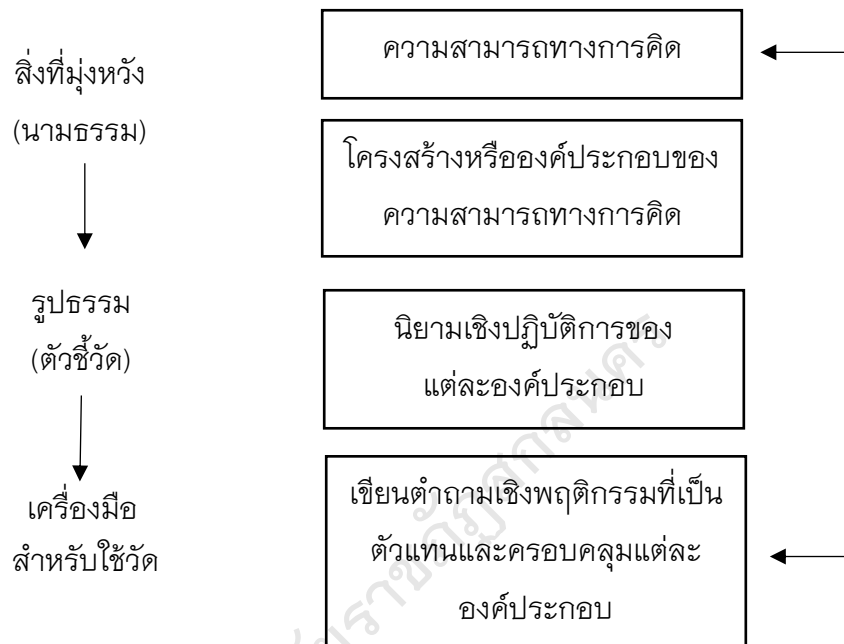 สิ่งที่มุ่งหวัง
(นามธรรม)
ความสามารถทางการคิด
โครงสร้างหรือองค์ประกอบของ
ความสามารถทางการคิด
รูปธรรม
(ตัวชี้วัด)
นิยามเชิงปฏิบัติการของ
แต่ละองค์ประกอบ
เครื่องมือ
สำหรับใช้วัด
เขียนคำถามเชิงพฤติกรรมที่เป็น
ตัวแทนและครอบคลุมแต่ละ
องค์ประกอบ